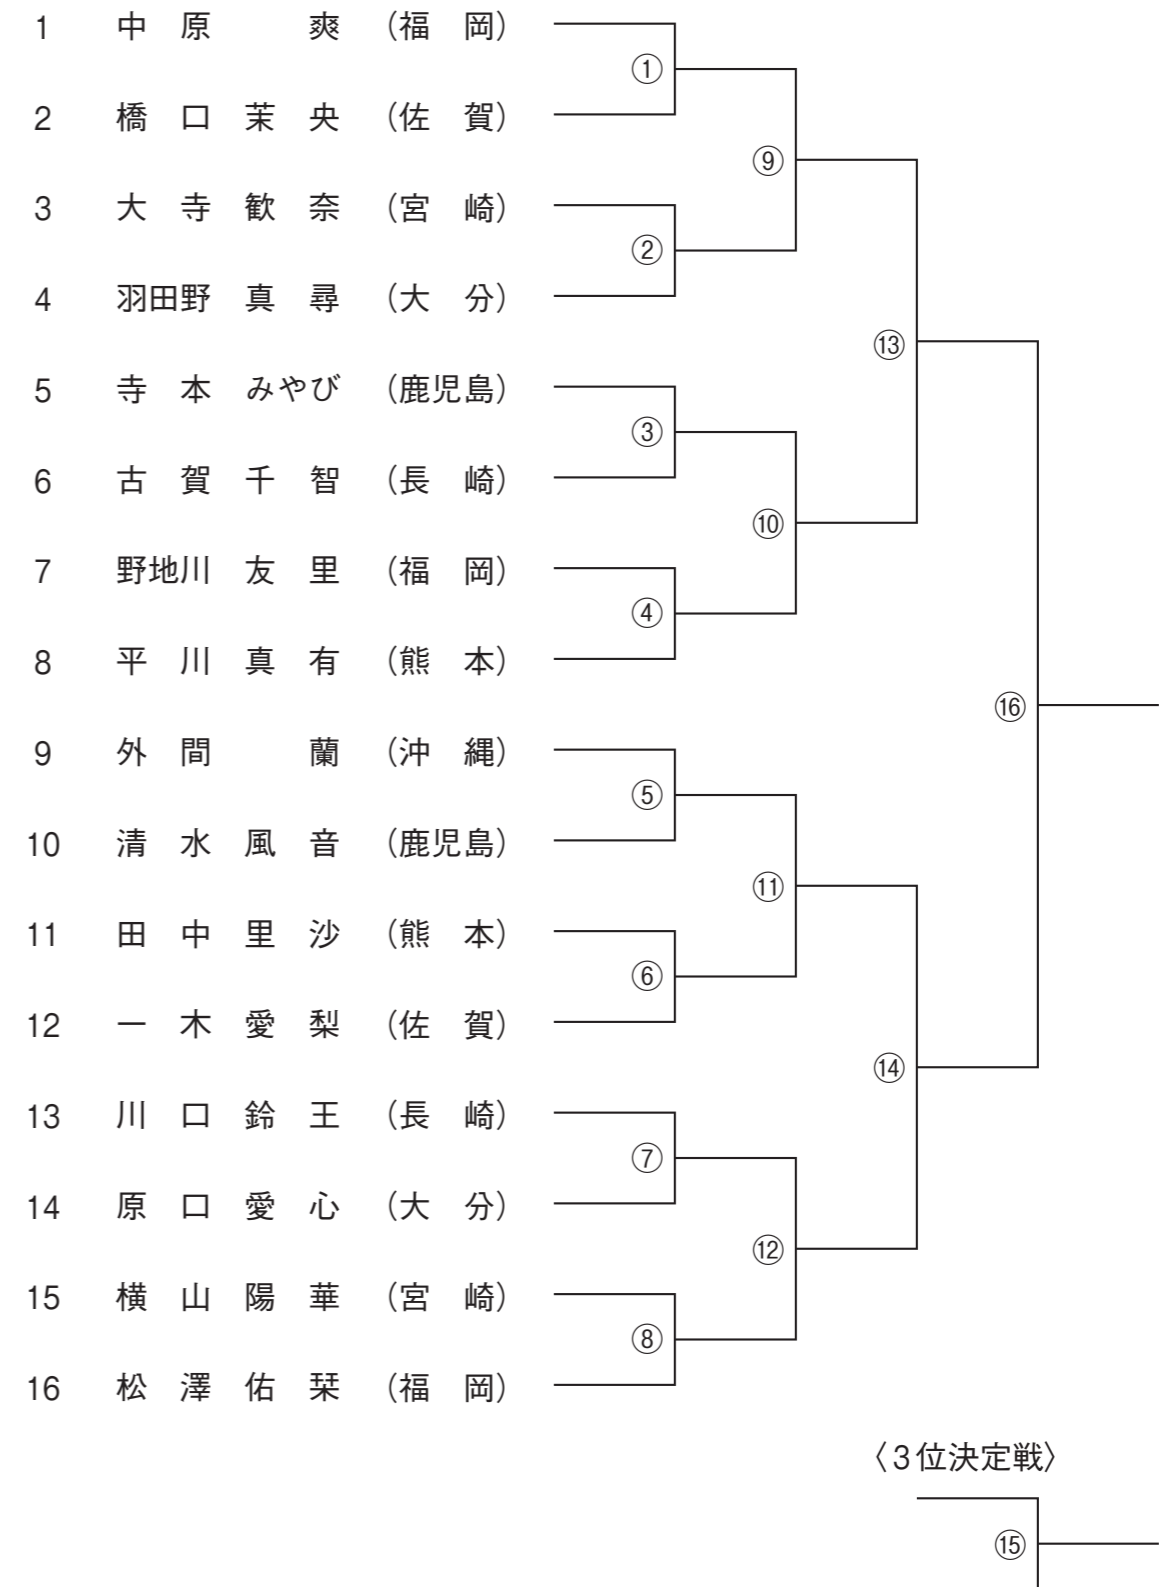 1 中原 爽 (福岡)
①
2 橋口茉央 (佐賀)
⑨
3 大寺歓奈 (宮崎)
②
4 羽田野真尋 (大分)
⑬
5 寺本みやび (鹿児島)
③
6 古賀千智 (長崎)
⑩
7 野地川友里 (福岡)
④
8 平川真有 (熊本)
⑯
9 外間 蘭 (沖縄)
⑤
10 清水風音 (鹿児島)
⑪
11 田中里沙 (熊本)
⑥
12 一木愛梨 (佐賀)
⑭
13 川口鈴王 (長崎)
⑦
14 原口愛心 (大分)
⑫
15 横山陽華 (宮崎)
⑧
16 松澤佑栞 (福岡)
〈3位決定戦〉
⑮